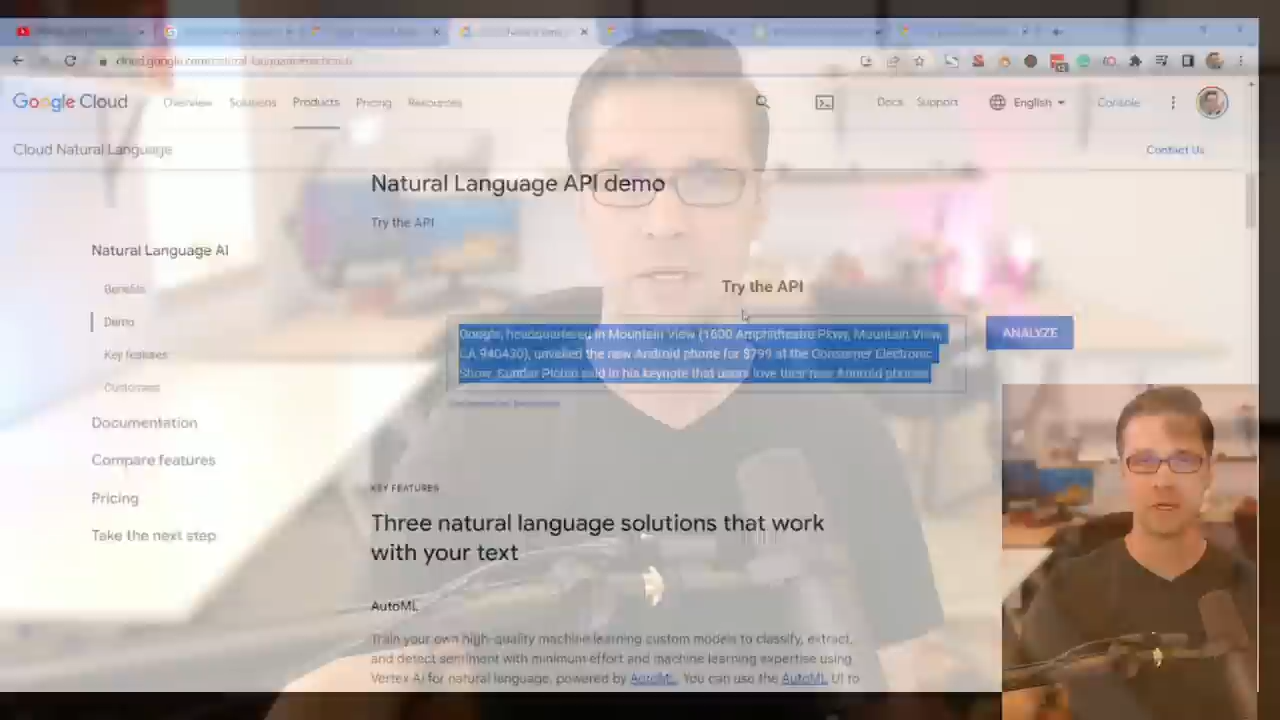 Google Cloud
Overview
Solutions
Products
Pricing
Resources
Docs
Support
English
Console
Cloud Natural Language
Contact Us
Natural Language API demo
Try the API
Natural Language AI
Benefits
Demo
Key features
Customers
Documentation
Compare features
Pricing
Take the next step
Try the API
Google, headquartered in Mountain View (1600 Amphitheatre Pkwy, Mountain View,
CA 940430), unveiled the new Android phone for $799 at the Consumer Electronic
Show. Sundar Pichai said in his keynote that users love their new Android phones.
ANALYZE
KEY FEATURES
Three natural language solutions that work
with your text
AutoML
Train your own high-quality machine learning custom models to classify, extract,
and detect sentiment with minimum effort and machine learning expertise using
Vertex AI for natural language, powered by AutoML. You can use the AutoML UI to